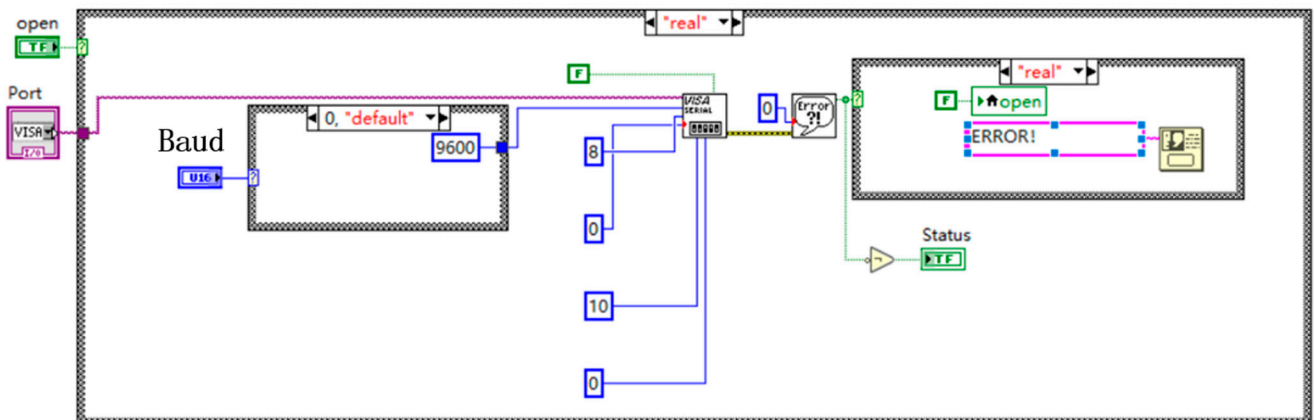 open
"real"
TF
F
"real"
Port
0, "default"
VISA
SERIAL
0
Error
?!
F
open
VISA
I/O
Baud
9600
8
ERROR!
U16
0
Status
TF
10
0